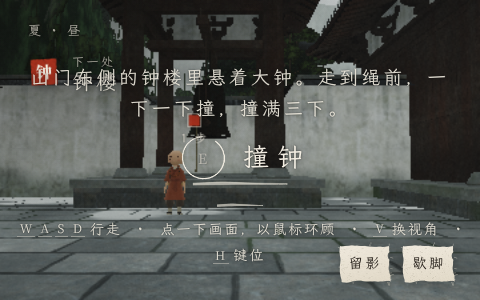 夏 · 昼
钟
下一处
钟楼
山门东侧的钟楼里悬着大钟。走到绳前，一
下一下撞，撞满三下。
E 撞钟
W A S D 行走 · 点一下画面，以鼠标环顾 · V 换视角 ·
H 键位
留影
歇脚